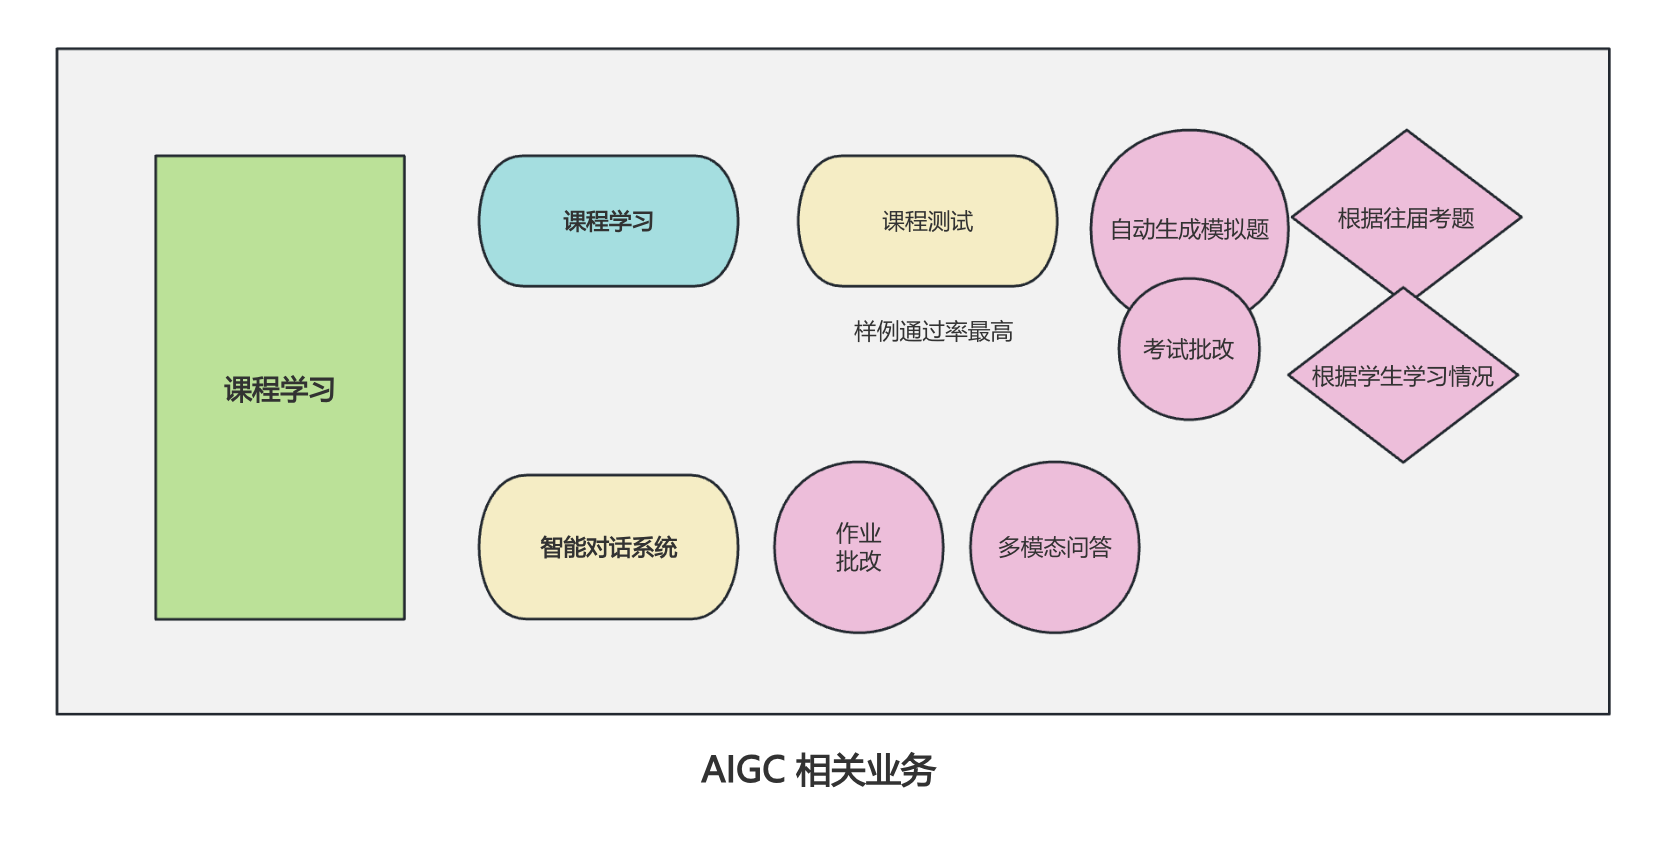 课程学习
课程学习
课程测试
样例通过率最高
自动生成模拟题
考试批改
根据往届考题
根据学生学习情况
智能对话系统
作业
批改
多模态问答
AIGC 相关业务